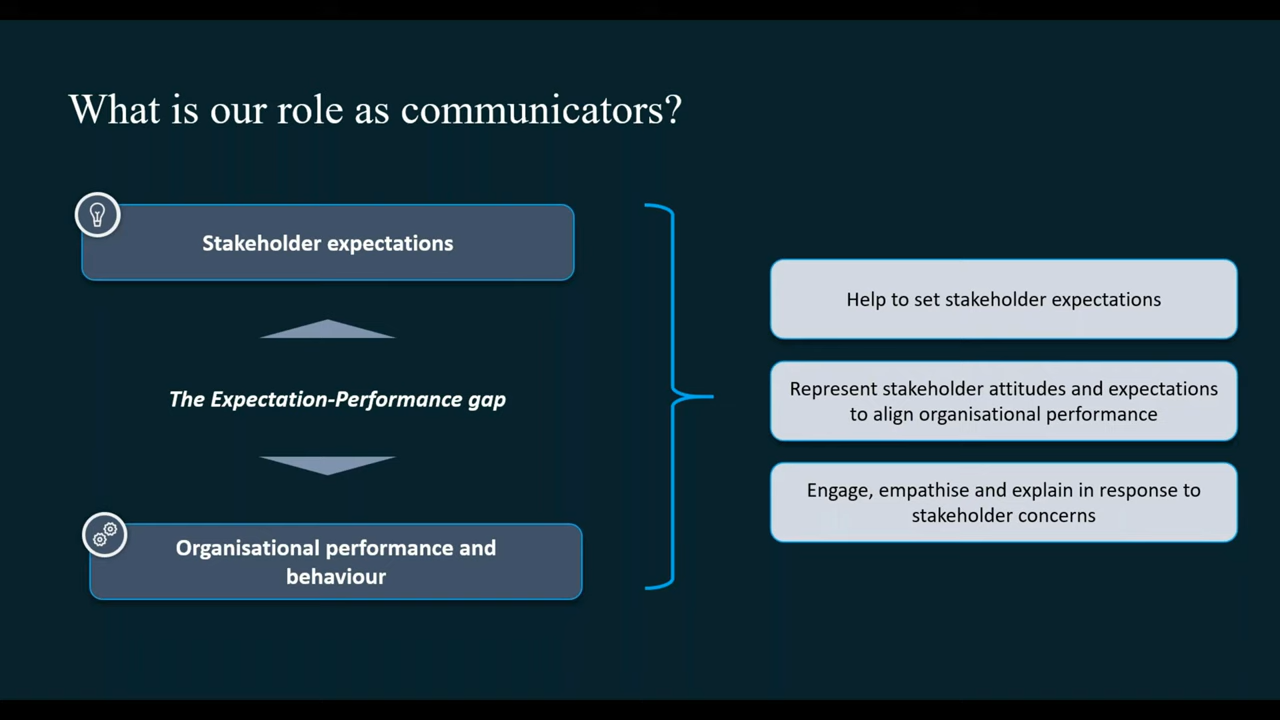 What is our role as communicators?
Stakeholder expectations
The Expectation-Performance gap
Organisational performance and
behaviour
Help to set stakeholder expectations
Represent stakeholder attitudes and expectations
to align organisational performance
Engage, empathise and explain in response to
stakeholder concerns